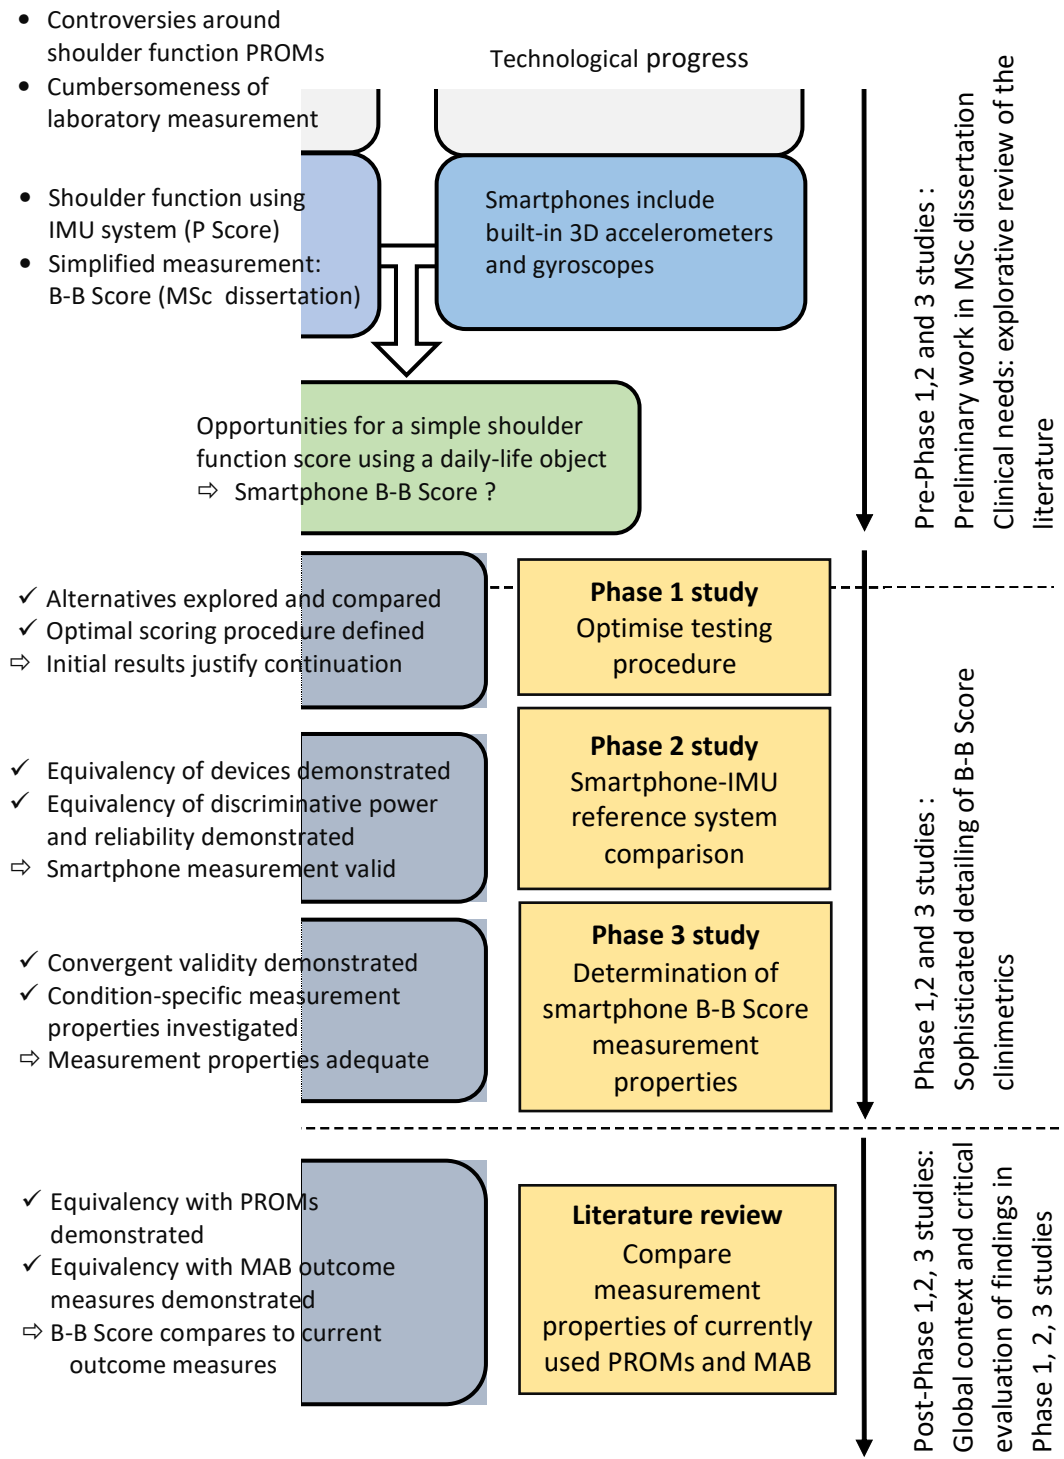 • Controversies around
shoulder function PROMs
• Cumbersomeness of
laboratory measurement
Technological progress
• Shoulder function using
IMU system (P Score)
• Simplified measurement:
B-B Score (MSc dissertation)
Smartphones include
built-in 3D accelerometers
and gyroscopes
Opportunities for a simple shoulder
function score using a daily-life object
⇨ Smartphone B-B Score ?
Pre-Phase 1,2 and 3 studies :
Preliminary work in MSc dissertation
Clinical needs: explorative review of the
literature
✓ Alternatives explored and compared
✓ Optimal scoring procedure defined
⇨ Initial results justify continuation
Phase 1 study
Optimise testing
procedure
✓ Equivalency of devices demonstrated
✓ Equivalency of discriminative power
and reliability demonstrated
⇨ Smartphone measurement valid
Phase 2 study
Smartphone-IMU
reference system
comparison
✓ Convergent validity demonstrated
✓ Condition-specific measurement
properties investigated
⇨ Measurement properties adequate
Phase 3 study
Determination of
smartphone B-B Score
measurement
properties
Phase 1,2 and 3 studies :
Sophisticated detailing of B-B Score
clinimetrics
✓ Equivalency with PROMs
demonstrated
✓ Equivalency with MAB outcome
measures demonstrated
⇨ B-B Score compares to current
outcome measures
Literature review
Compare
measurement
properties of currently
used PROMs and MAB
Post-Phase 1,2, 3 studies:
Global context and critical
evaluation of findings in
Phase 1, 2, 3 studies